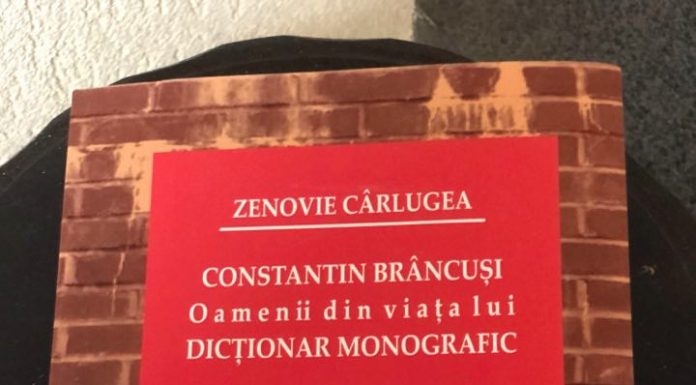 ZENOVIE CÂRLUGEA
CONSTANTIN BRÂNCUȘI
Oamenii din viața lui
DICȚIONAR MONOGRAFIC